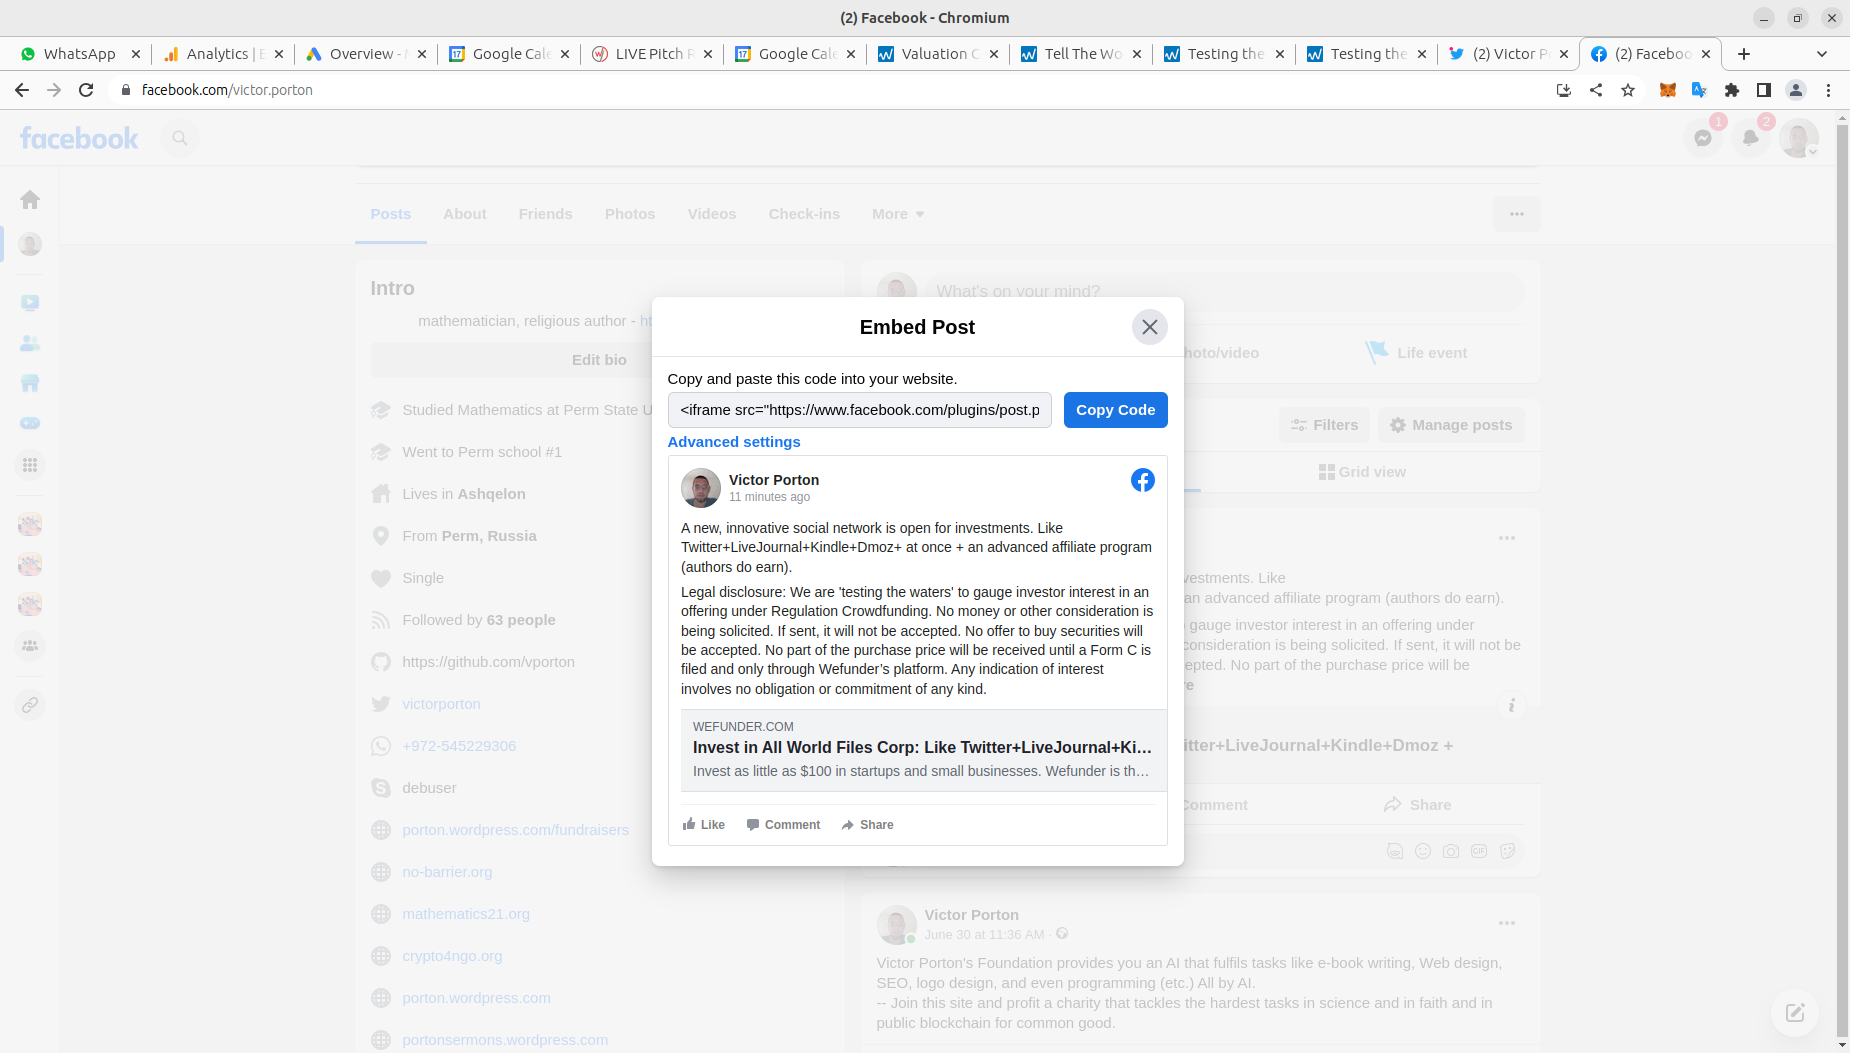 (2) Facebook - Chromium
WhatsApp
Analytics | E
Overview -
Google Cale
LIVE Pitch R
Google Cale
Valuation C
Tell The Wo
Testing the
Testing the
(2) Victor P
(2) Faceboo
facebook.com/victor.porton
facebook
1
2
Posts
About
Friends
Photos
Videos
Check-ins
More
Intro
mathematician, religious author - ht
Edit bio
Studied Mathematics at Perm State U
Went to Perm school #1
Lives in Ashqelon
From Perm, Russia
Single
Followed by 63 people
https://github.com/vporton
victorporton
+972-545229306
debuser
porton.wordpress.com/fundraisers
no-barrier.org
mathematics21.org
crypto4ngo.org
porton.wordpress.com
portonsermons.wordpress.com
Embed Post
Copy and paste this code into your website.
<iframe src="https://www.facebook.com/plugins/post.p
Copy Code
Advanced settings
Victor Porton
11 minutes ago
A new, innovative social network is open for investments. Like
Twitter+LiveJournal+Kindle+Dmoz+ at once + an advanced affiliate program
(authors do earn).
Legal disclosure: We are 'testing the waters' to gauge investor interest in an
offering under Regulation Crowdfunding. No money or other consideration is
being solicited. If sent, it will not be accepted. No offer to buy securities will
be accepted. No part of the purchase price will be received until a Form C is
filed and only through Wefunder’s platform. Any indication of interest
involves no obligation or commitment of any kind.
WEFUNDER.COM
Invest in All World Files Corp: Like Twitter+LiveJournal+Ki...
Invest as little as $100 in startups and small businesses. Wefunder is th...
Like
Comment
Share
What's on your mind?
hoto/video
Life event
Filters
Manage posts
Grid view
vestments. Like
an advanced affiliate program (authors do earn).
gauge investor interest in an offering under
consideration is being solicited. If sent, it will not be
epted. No part of the purchase price will be
re
itter+LiveJournal+Kindle+Dmoz +
Comment
Share
GIF
Victor Porton
June 30 at 11:36 AM ·
Victor Porton's Foundation provides you an AI that fulfils tasks like e-book writing, Web design,
SEO, logo design, and even programming (etc.) All by AI.
-- Join this site and profit a charity that tackles the hardest tasks in science and in faith and in
public blockchain for common good.